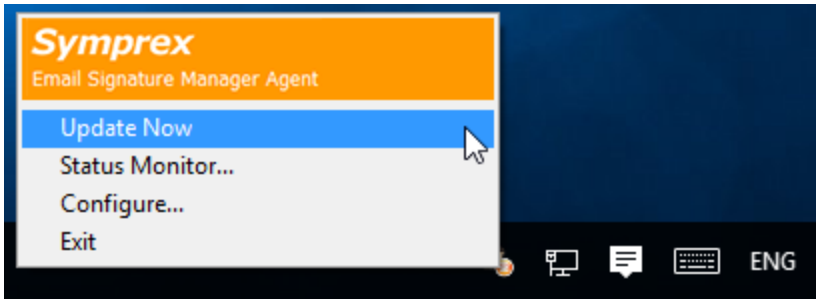 Symprex
Email Signature Manager Agent
Update Now
Status Monitor...
Configure...
Exit
ENG